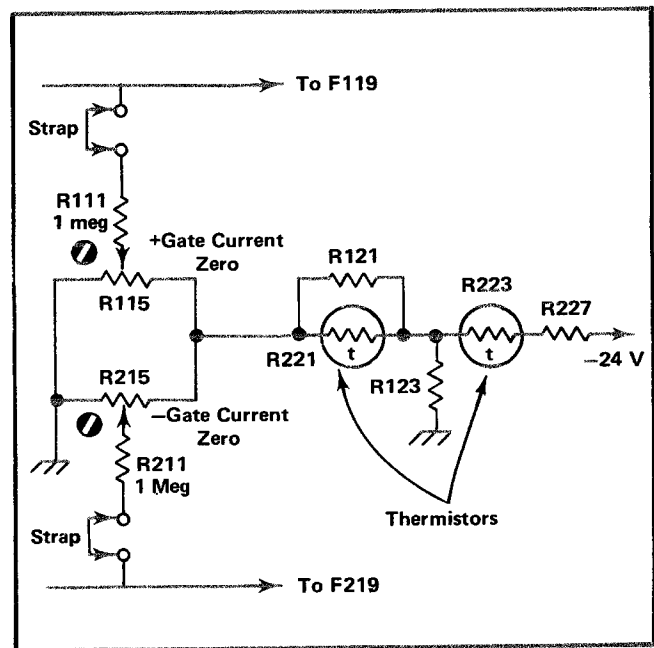 To F119
Strap
R111
1 meg
+Gate Current
Zero
R115
R121
R223
R227
R221
t
t
−24 V
R123
R215
−Gate Current
Zero
R211
1 Meg
Thermistors
Strap
To F219